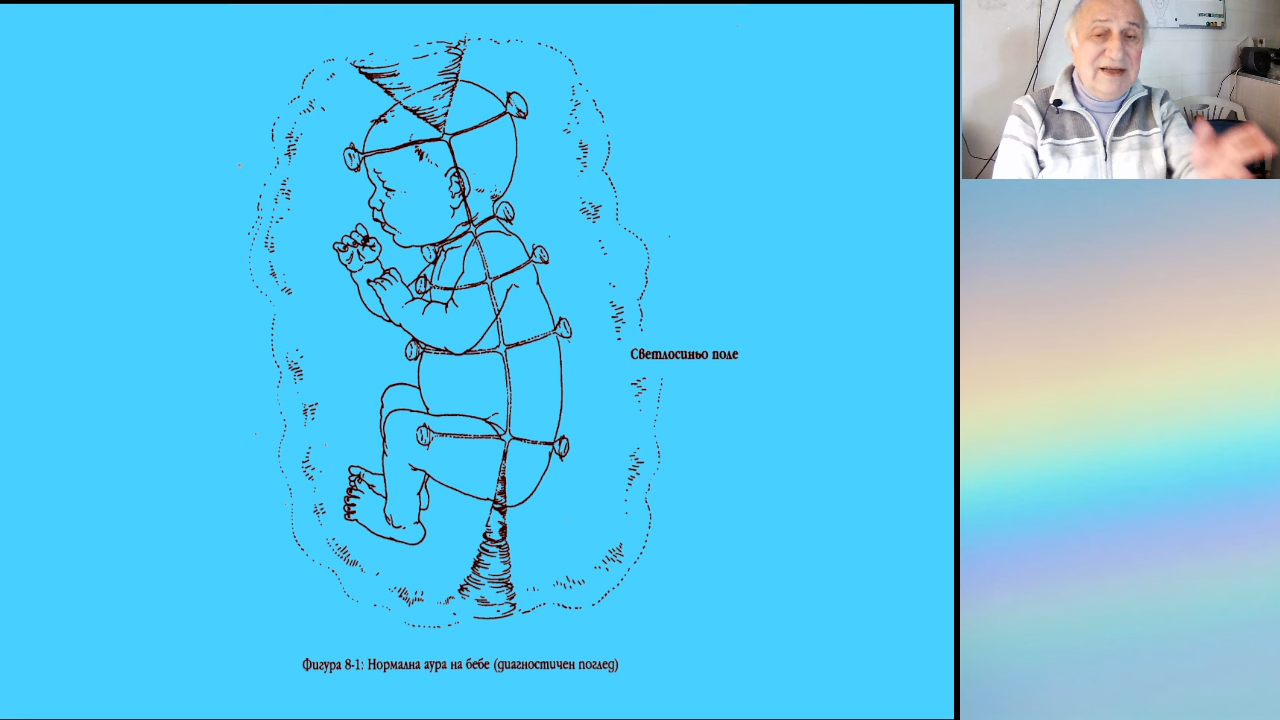 Светлосиньо поле
Фигура 8-1: Нормална аура на бебе (диагностичен поглед)